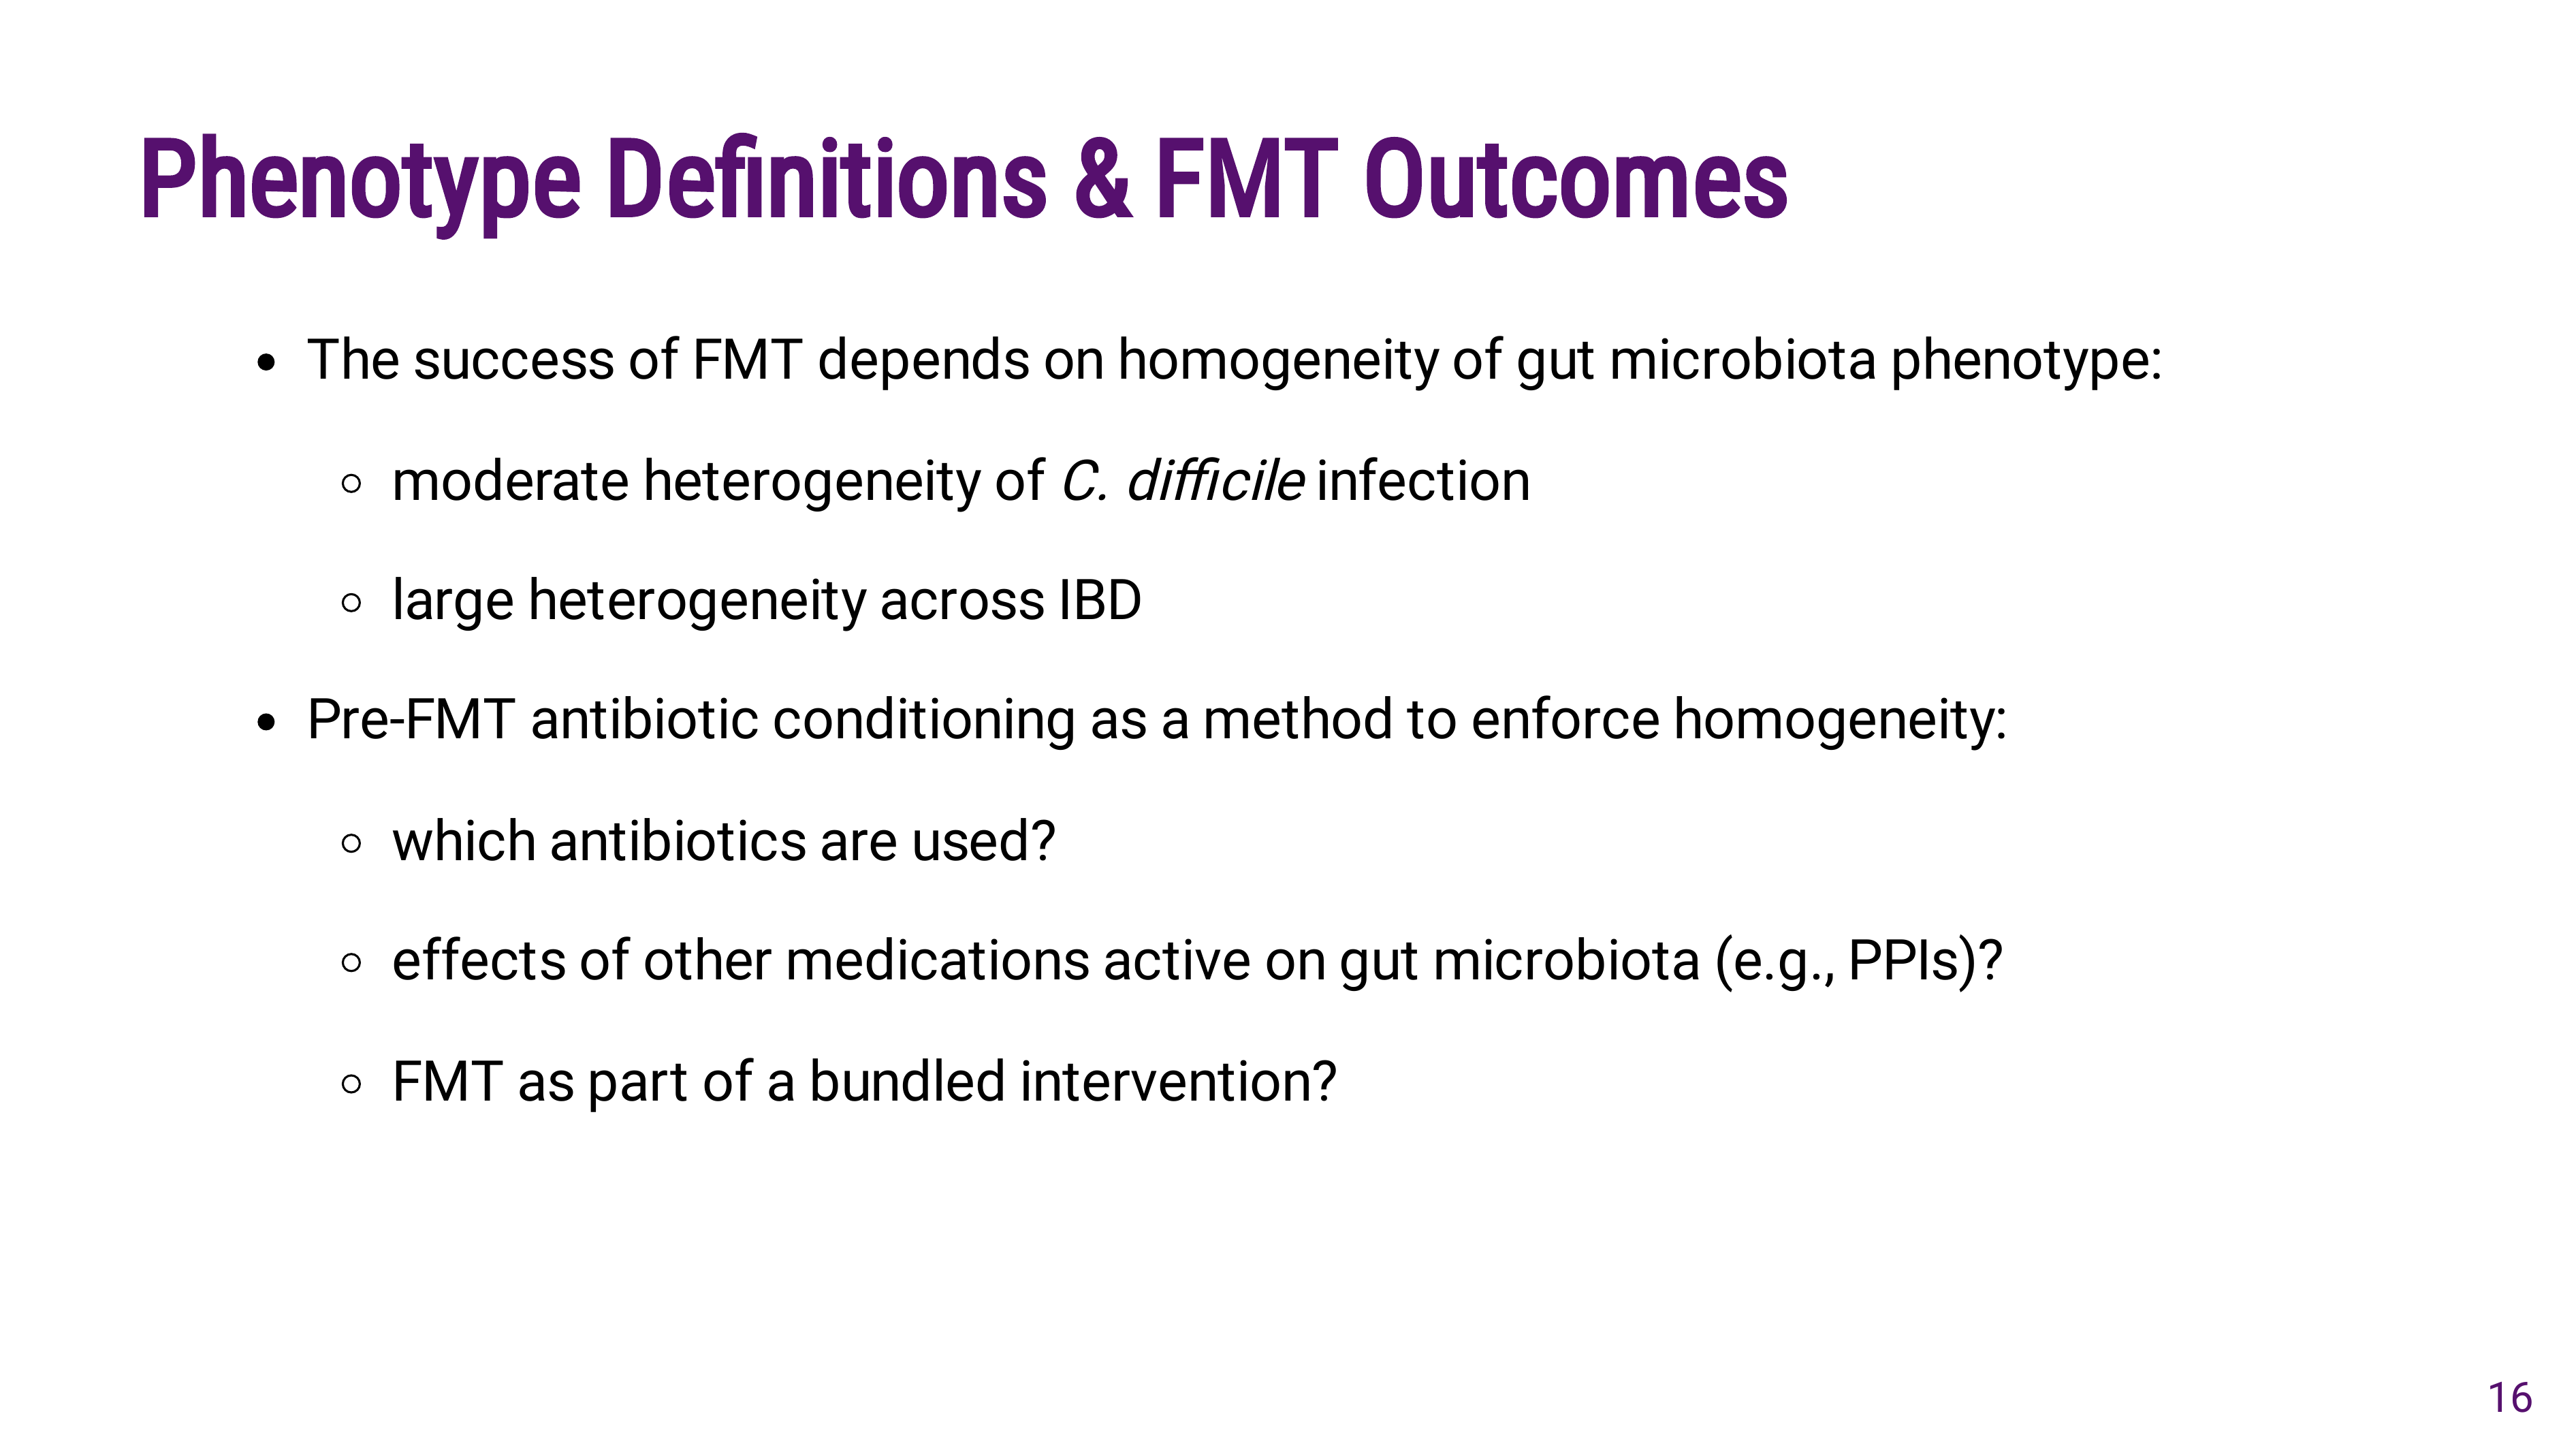 Phenotype Definitions & FMT Outcomes
• The success of FMT depends on homogeneity of gut microbiota phenotype:
○ moderate heterogeneity of C. difficile infection
○ large heterogeneity across IBD
• Pre-FMT antibiotic conditioning as a method to enforce homogeneity:
○ which antibiotics are used?
○ effects of other medications active on gut microbiota (e.g., PPIs)?
○ FMT as part of a bundled intervention?
16